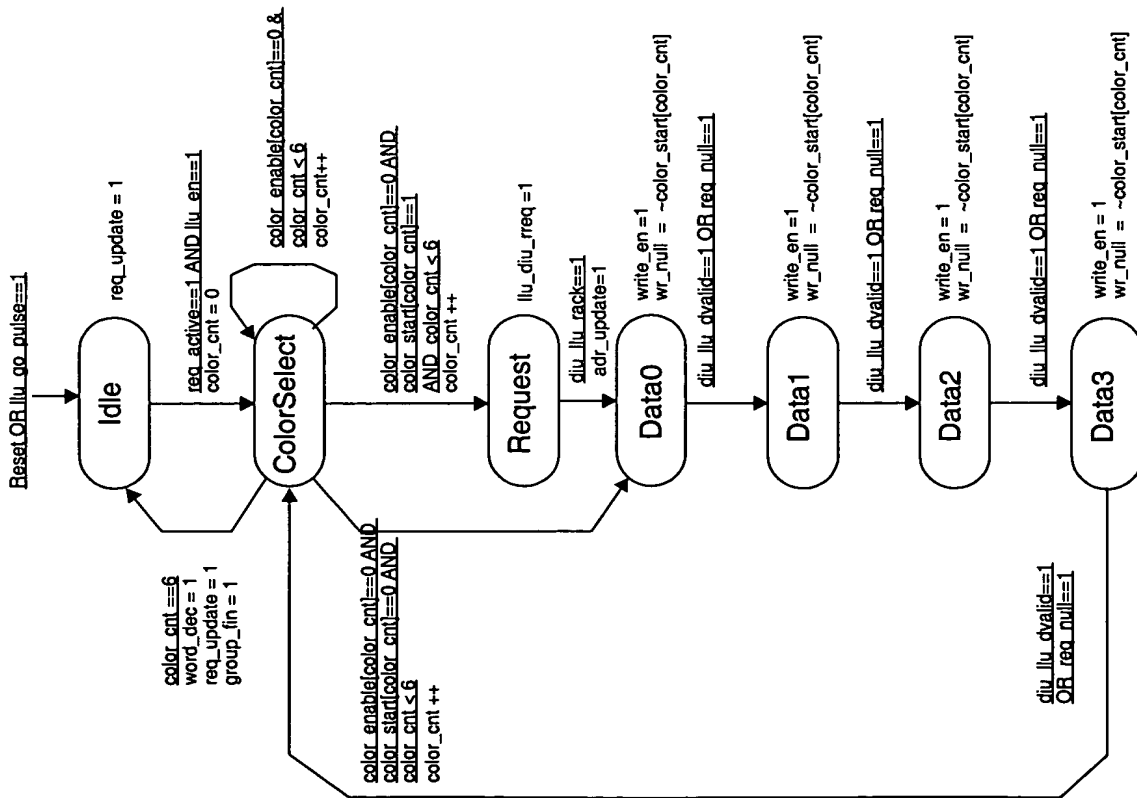 Reset OR llu_go_pulse==1
Idle
req_update = 1
req_active==1 AND llu_en==1
color_cnt = 0
ColorSelect
color_enable[color_cnt]==0 &
color_cnt < 6
color_cnt++
color_cnt ==6
word_dec = 1
req_update = 1
group_fin = 1
color_enable[color_cnt]==0 AND
color_start[color_cnt]==1
AND color_cnt < 6
color_cnt ++
Request
llu_diu_rreq =1
color_enable[color_cnt]==0 AND
color_start[color_cnt]==0 AND
color_cnt < 6
color_cnt ++
diu_llu_rack==1
adr_update=1
Data0
write_en =1
wr_null = ~color_start[color_cnt]
diu_llu_dvalid==1 OR req_null==1
Data1
write_en =1
wr_null = ~color_start[color_cnt]
diu_llu_dvalid==1 OR req_null==1
Data2
write_en = 1
wr_null = ~color_start[color_cnt]
diu_llu_dvalid==1 OR req_null==1
Data3
write_en = 1
wr_null = ~color_start[color_cnt]
diu_llu_dvalid==1
OR req_null==1